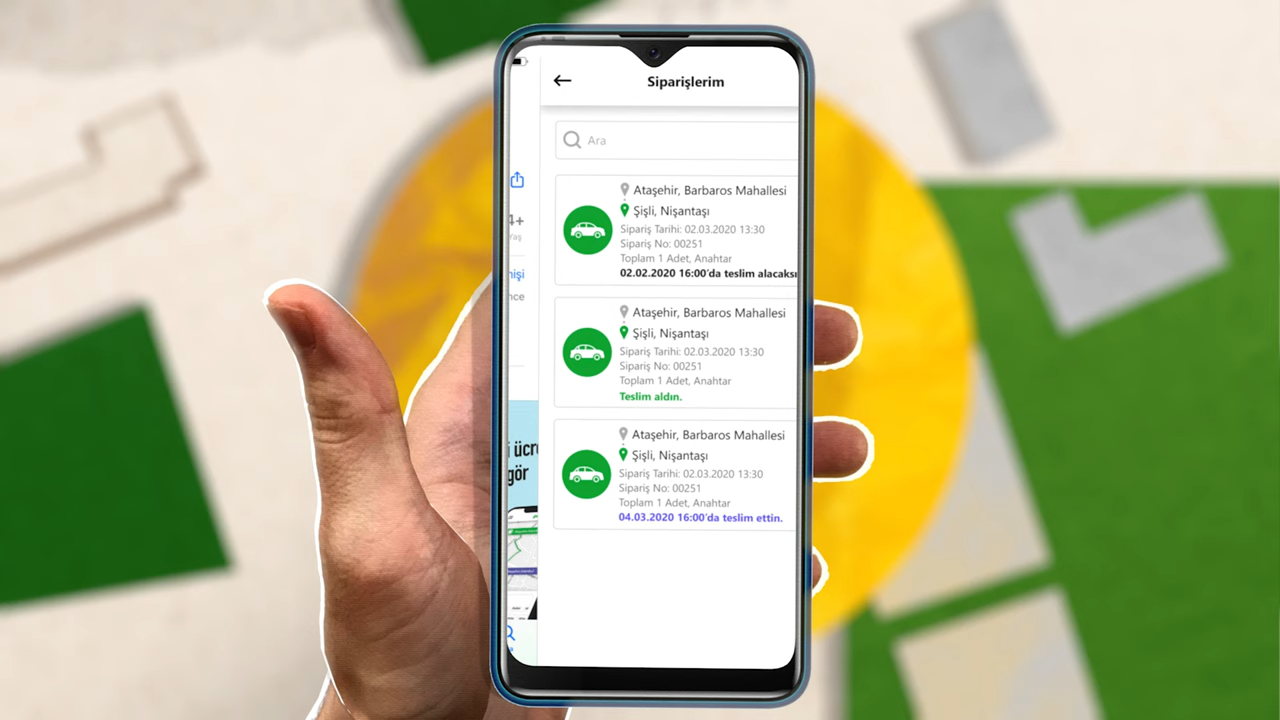 Siparişlerim
Ara
4+
Ataşehir, Barbaros Mahallesi
Şişli, Nişantaşı
Sipariş Tarihi: 02.03.2020 13:30
Sipariş No: 00251
Toplam 1 Adet, Anahtar
02.02.2020 16:00'da teslim alacaksı
Ataşehir, Barbaros Mahallesi
Şişli, Nişantaşı
Sipariş Tarihi: 02.03.2020 13:30
Sipariş No: 00251
Toplam 1 Adet, Anahtar
Teslim aldın.
Ataşehir, Barbaros Mahallesi
Şişli, Nişantaşı
Sipariş Tarihi: 02.03.2020 13:30
Sipariş No: 00251
Toplam 1 Adet, Anahtar
04.03.2020 16:00'da teslim ettin.
gör